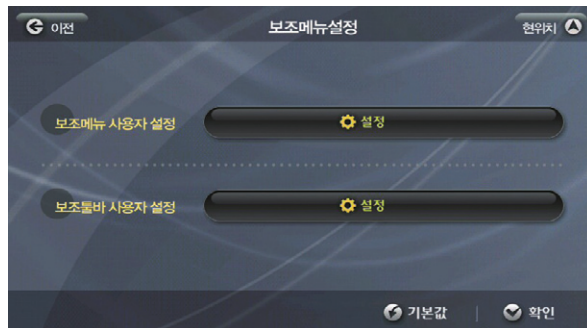 이전
보조메뉴설정
현위치
보조메뉴 사용자 설정
설정
보조툴바 사용자 설정
설정
기본값
확인